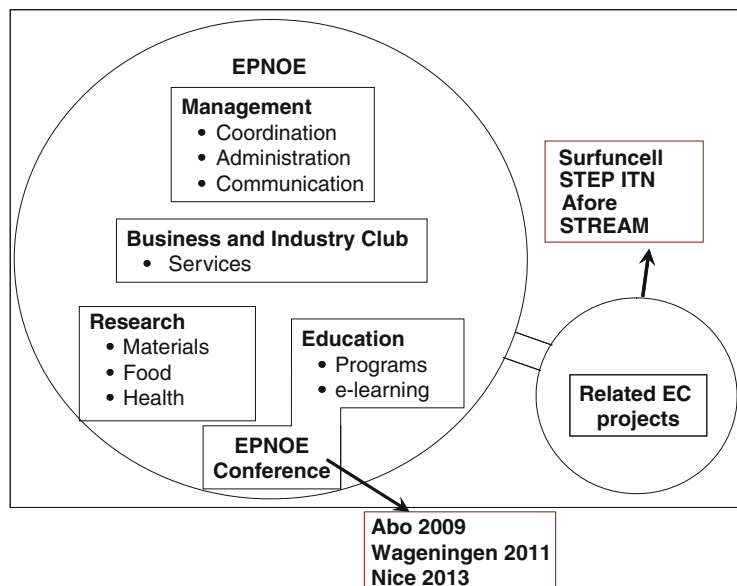 EPNOE
Management
• Coordination
• Administration
• Communication
Business and Industry Club
• Services
Research
• Materials
• Food
• Health
Education
• Programs
• e-learning
EPNOE
Conference
Surfuncell
STEP ITN
Afore
STREAM
Related EC
projects
Abo 2009
Wageningen 2011
Nice 2013